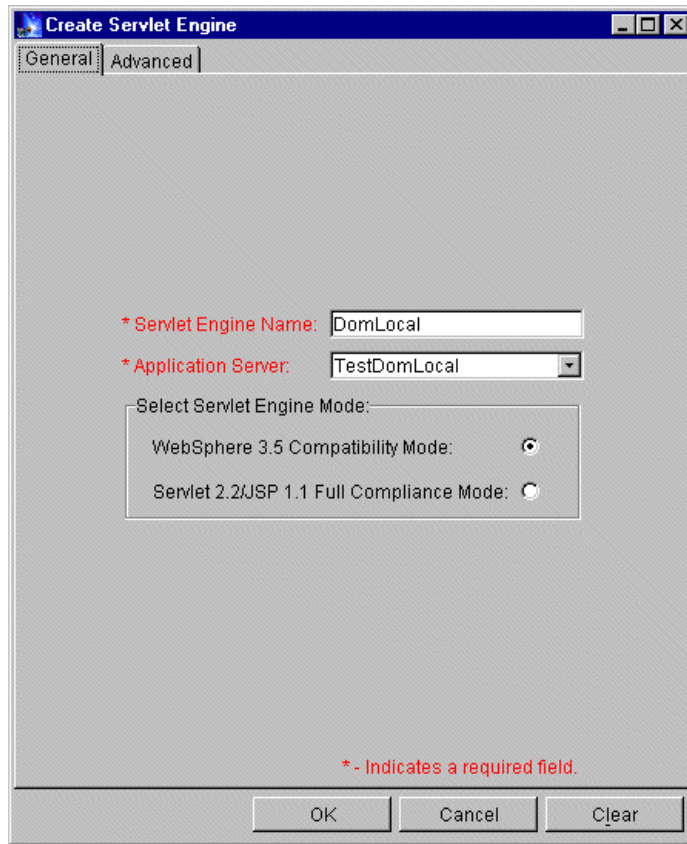 Create Servlet Engine
General Advanced
* Servlet Engine Name: DomLocal
* Application Server: TestDomLocal
Select Servlet Engine Mode:
WebSphere 3.5 Compatibility Mode:
Servlet 2.2/JSP 1.1 Full Compliance Mode:
* - Indicates a required field.
OK Cancel Clear